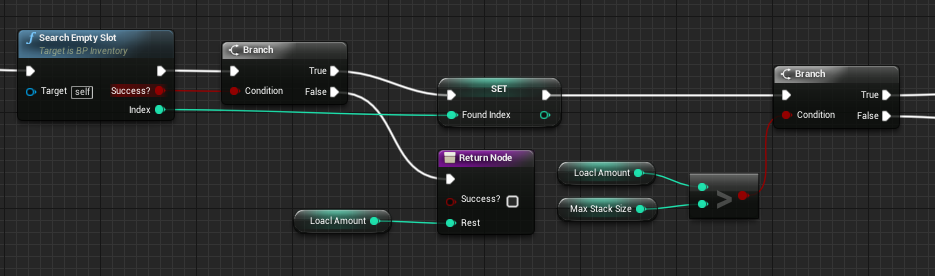 f Search Empty Slot
Target is BP Inventory
Target self
Success?
Index
Branch
True
Condition
False
SET
Found Index
Return Node
Success?
Rest
Loacl Amount
Loacl Amount
Max Stack Size
>
Branch
True
Condition
False